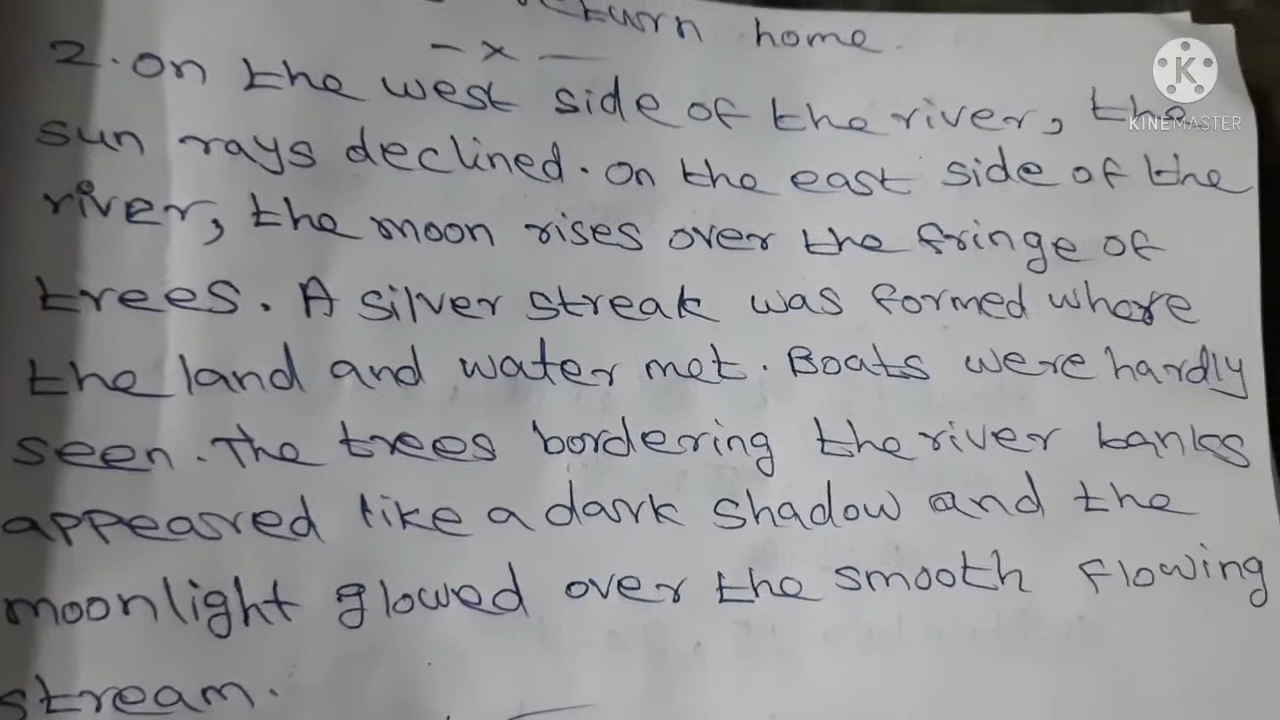 turn home.
- x -
2. on the west side of the river, the
sun rays declined. on the east side of the
river, the moon rises over the fringe of
trees. A silver streak was formed where
the land and water met. Boats were hardly
seen. The trees bordering the river banks
appeared like a dark shadow and the
moonlight glowed over the smooth flowing
stream.
K
KINEMASTER